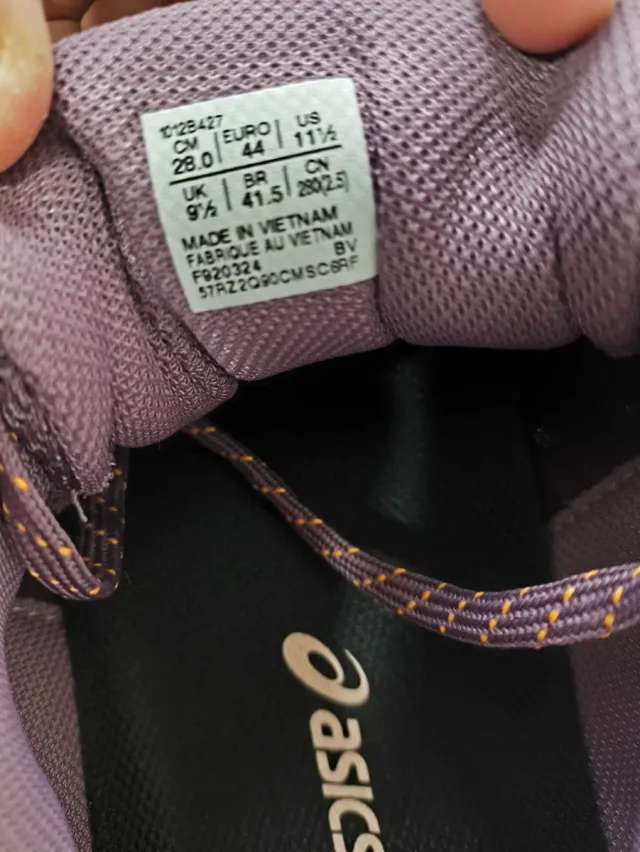 1012B427
CM | EURO | US
28.0 | 44 | 11½
UK | BR | CN
9½ | 41.5 | 280(2.5)
MADE IN VIETNAM
FABRIQUE AU VIETNAM
F920324 BV
57RZ2Q90CMSC6RF
asics